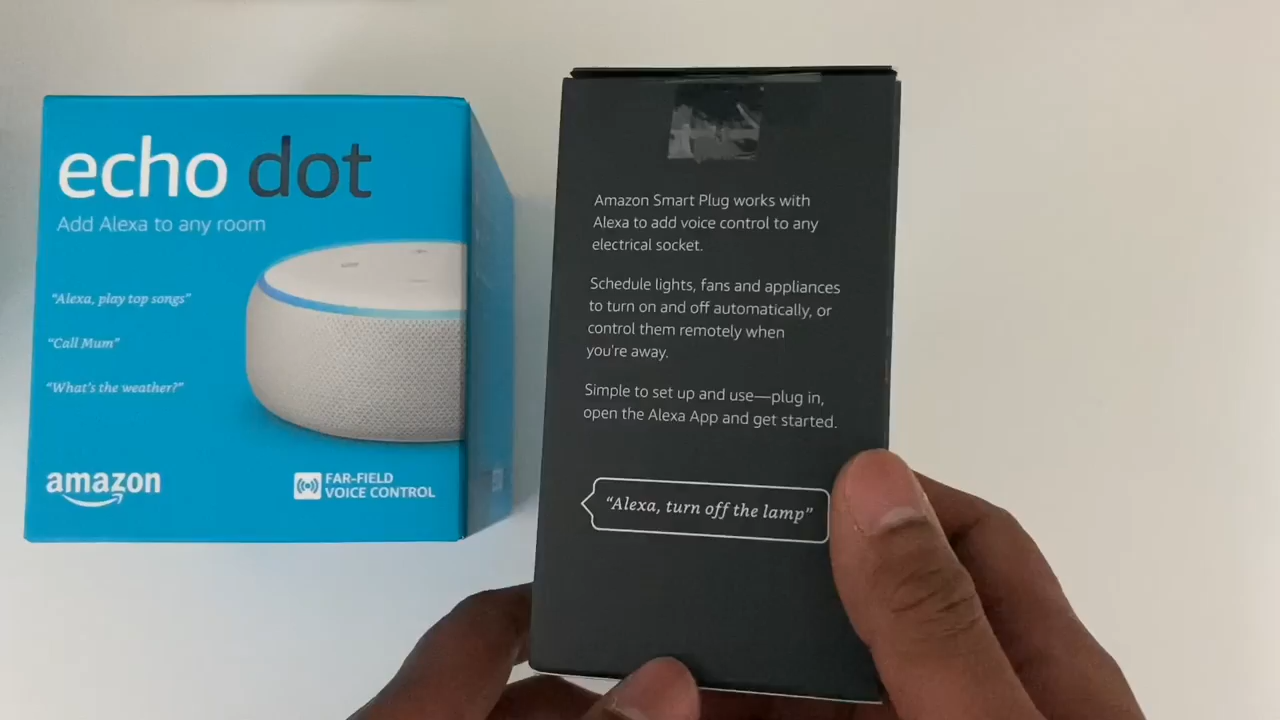 echo dot
Add Alexa to any room
“Alexa, play top songs”
“Call Mum”
“What's the weather?”
amazon
FAR-FIELD
VOICE CONTROL
Amazon Smart Plug works with
Alexa to add voice control to any
electrical socket.
Schedule lights, fans and appliances
to turn on and off automatically, or
control them remotely when
you're away.
Simple to set up and use—plug in,
open the Alexa App and get started.
“Alexa, turn off the lamp”